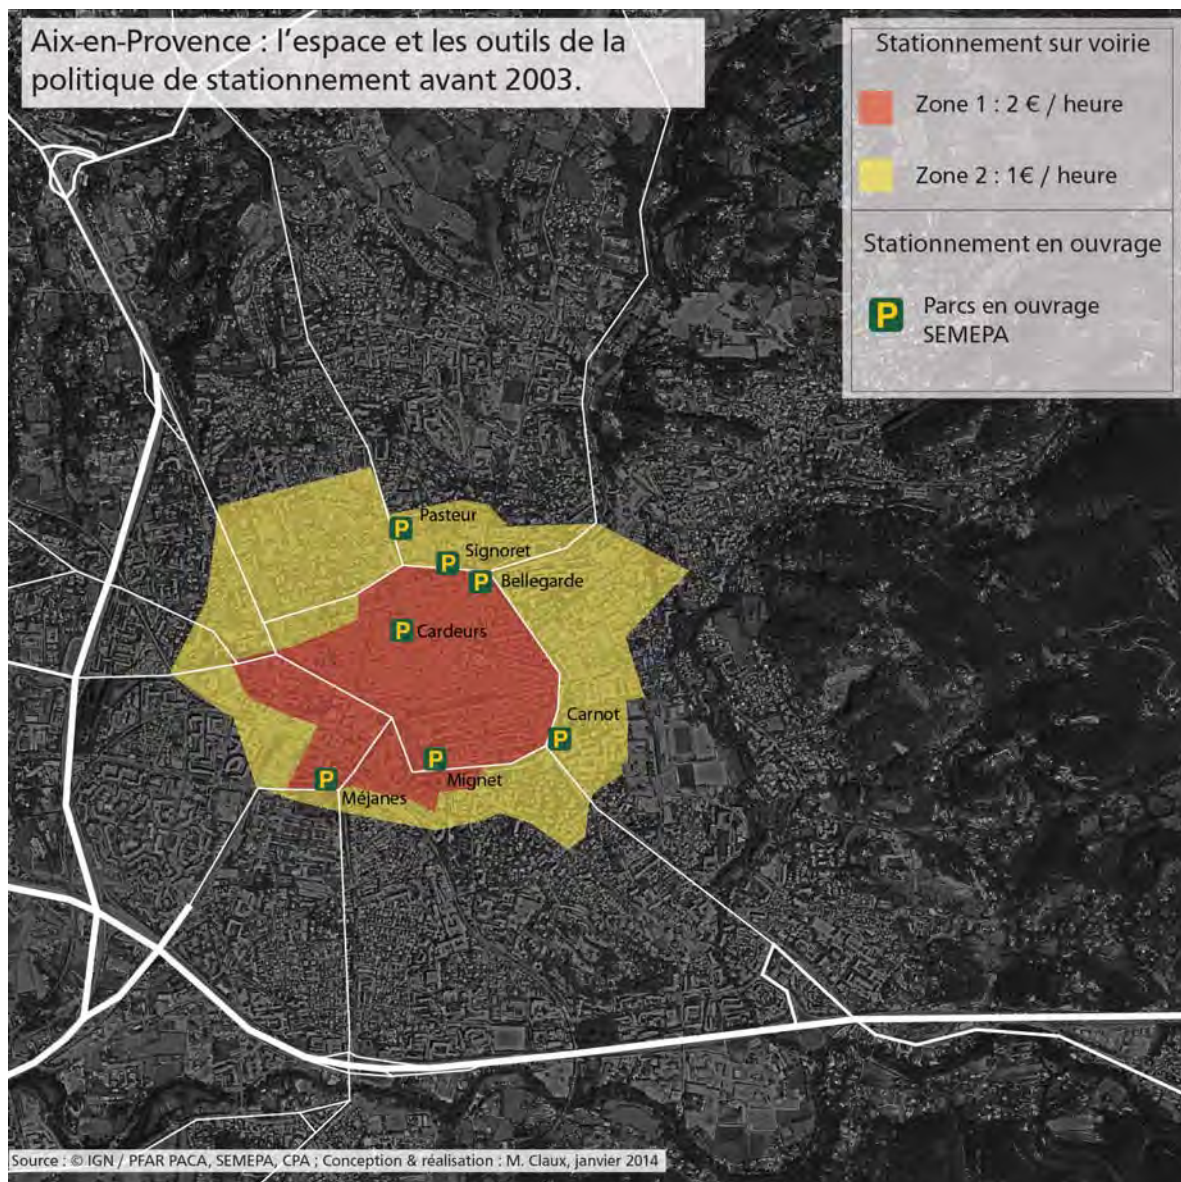 Aix-en-Provence : l'espace et les outils de la
politique de stationnement avant 2003.
Stationnement sur voirie
Zone 1 : 2 € / heure
Zone 2 : 1€ / heure
Stationnement en ouvrage
P
Parcs en ouvrage
SEMEPA
P
Pasteur
P
Signoret
P
Bellegarde
P
Cardeurs
P
Carnot
P
Mignet
P
Méjanes
Source : © IGN / PFAR PACA, SEMEPA, CPA ; Conception & réalisation : M. Claux, janvier 2014